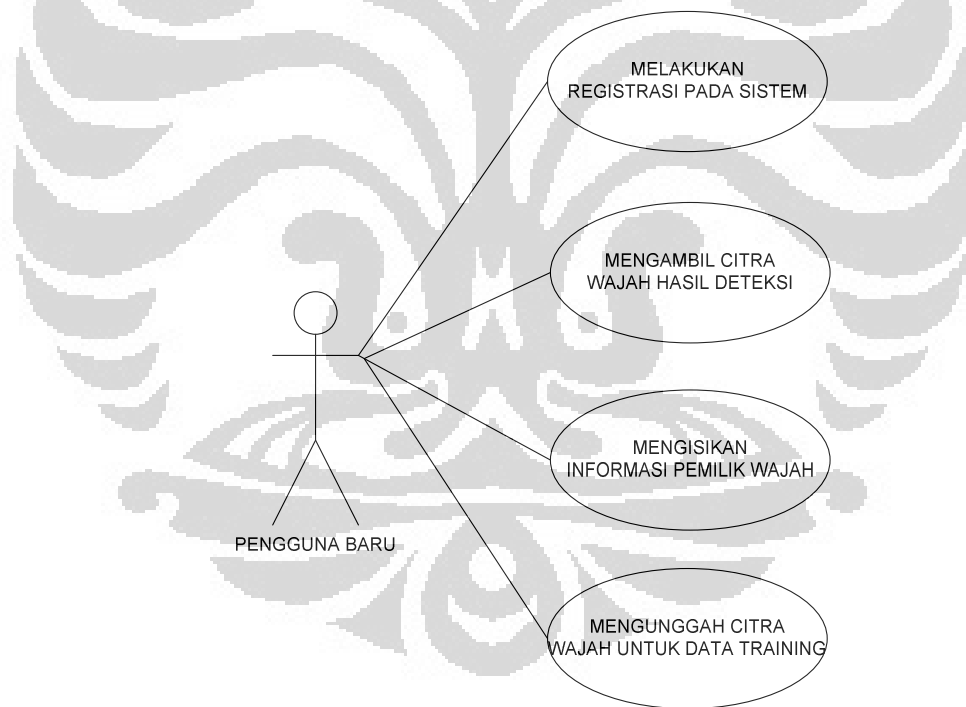 MELAKUKAN
REGISTRASI PADA SISTEM
MENGAMBIL CITRA
WAJAH HASIL DETEKSI
MENGISIKAN
INFORMASI PEMILIK WAJAH
PENGGUNA BARU
MENGUNGGAH CITRA
WAJAH UNTUK DATA TRAINING